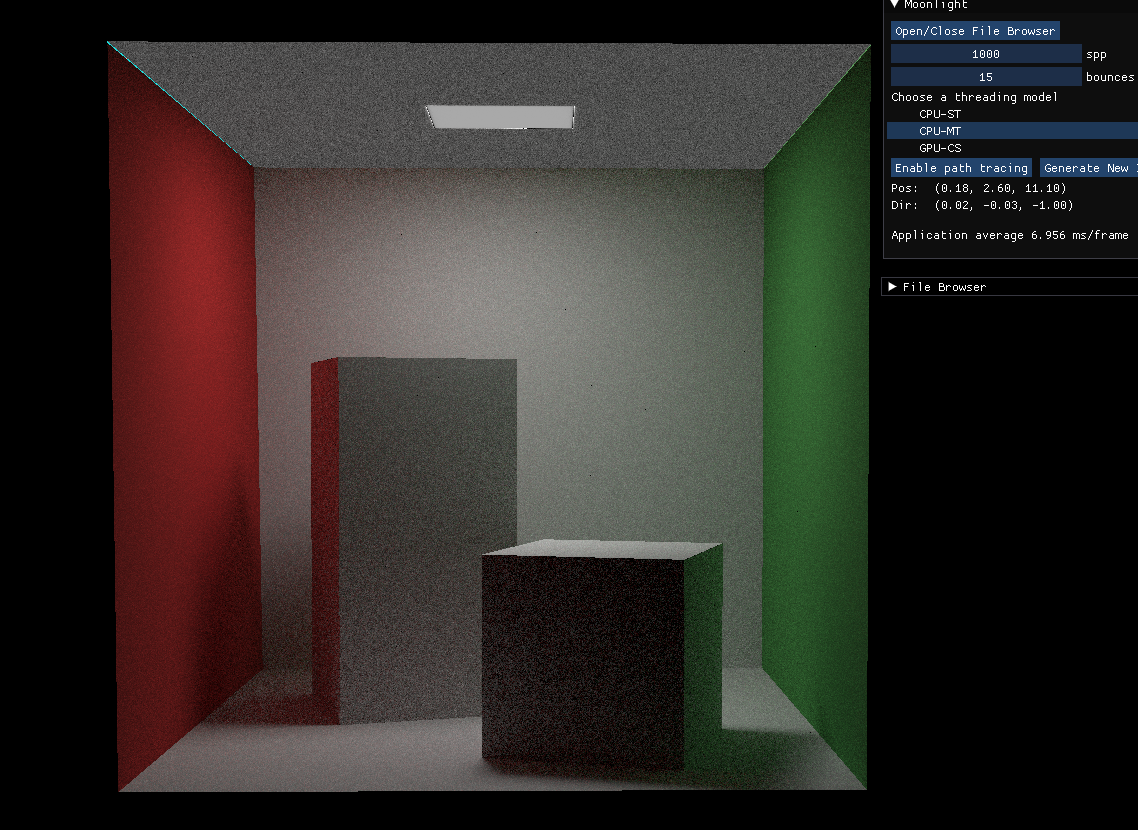 Moonlight
Open/Close File Browser
1000 spp
15 bounces
Choose a threading model
CPU-ST
CPU-MT
GPU-CS
Enable path tracing Generate New
Pos: (0.18, 2.60, 11.10)
Dir: (0.02, -0.03, -1.00)
Application average 6.956 ms/frame
File Browser